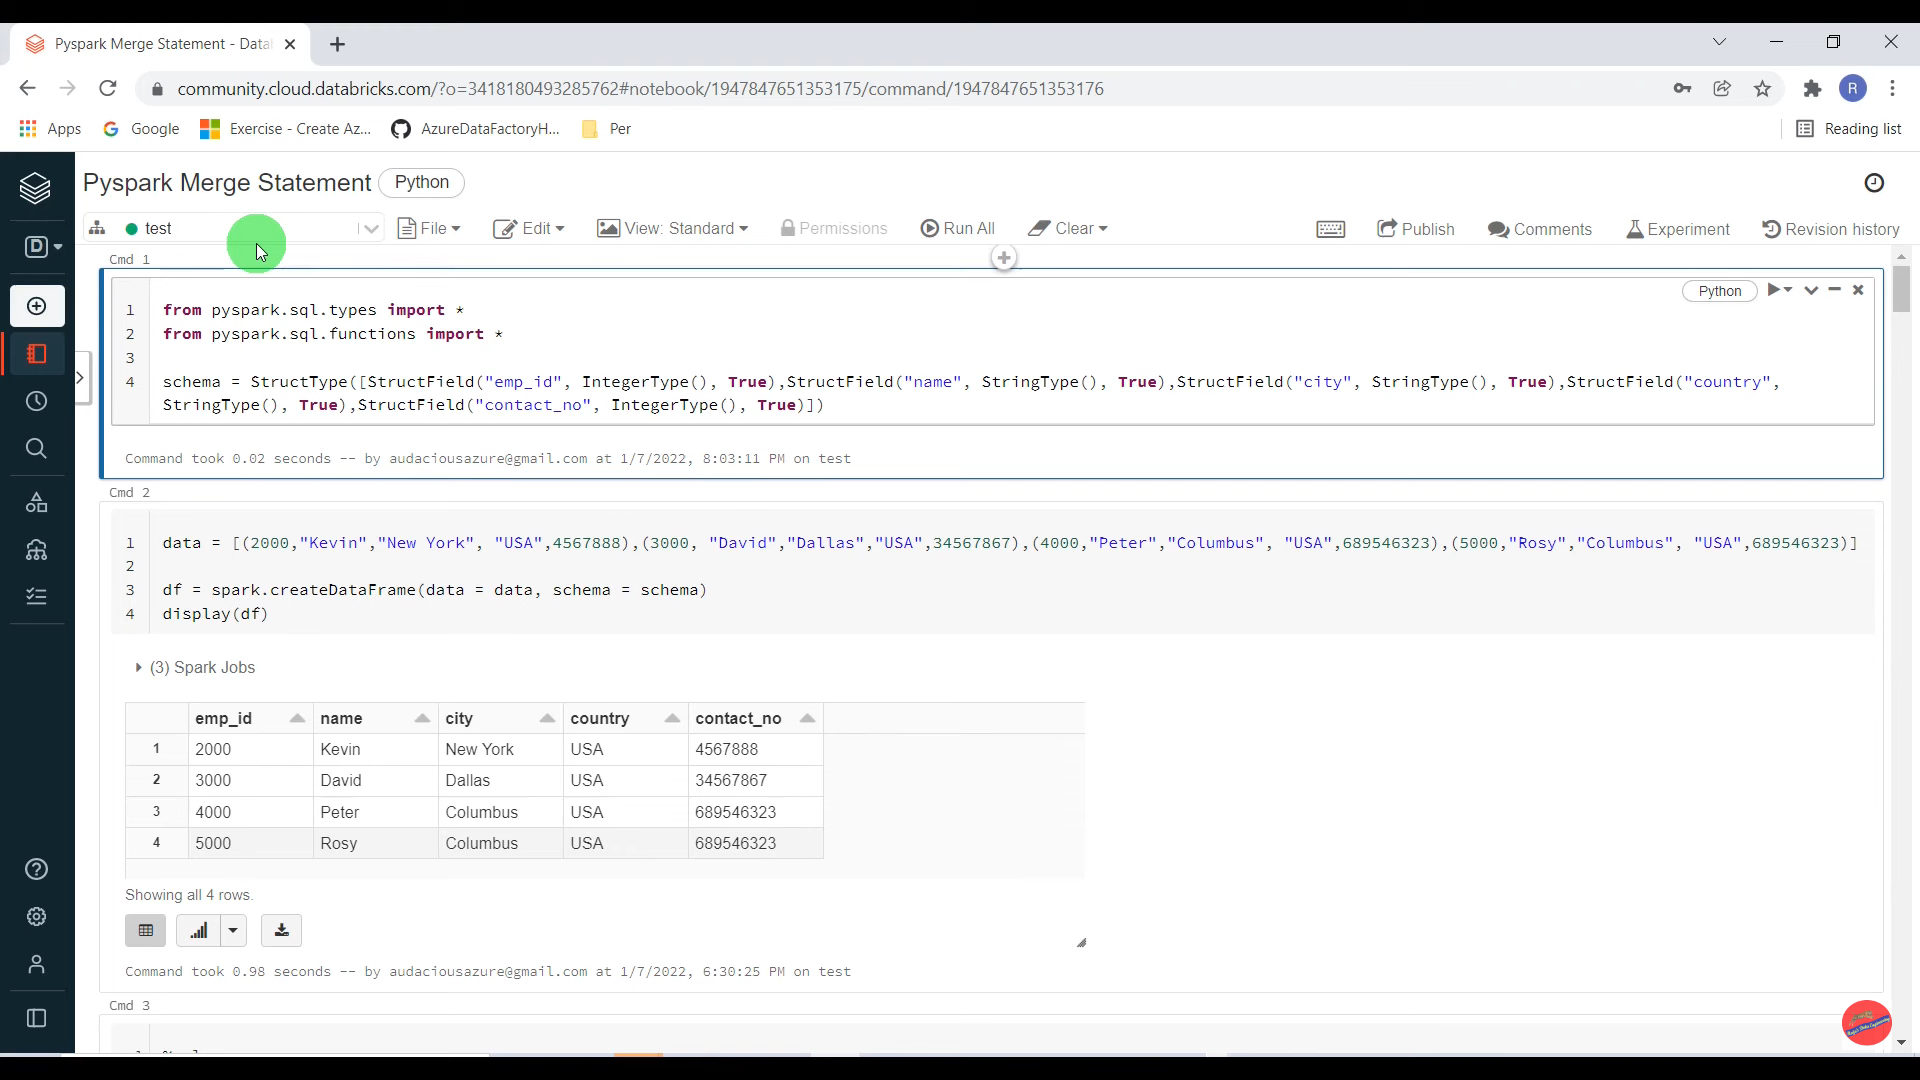 Pyspark Merge Statement - Data
community.cloud.databricks.com/?o=3418180493285762#notebook/1947847651353175/command/1947847651353176
R
Apps
Google
Exercise - Create Az...
AzureDataFactoryH...
Per
Reading list
Pyspark Merge Statement
Python
D
test
File
Edit
View: Standard
Permissions
Run All
Clear
Publish
Comments
Experiment
Revision history
Cmd 1
Python
1 from pyspark.sql.types import *
2 from pyspark.sql.functions import *
3
4 schema = StructType([StructField("emp_id", IntegerType(), True),StructField("name", StringType(), True),StructField("city", StringType(), True),StructField("country",
StringType(), True),StructField("contact_no", IntegerType(), True)])
Command took 0.02 seconds -- by audaciousazure@gmail.com at 1/7/2022, 8:03:11 PM on test
Cmd 2
1 data = [(2000,"Kevin","New York", "USA",4567888),(3000, "David","Dallas","USA",34567867),(4000,"Peter","Columbus", "USA",689546323),(5000,"Rosy","Columbus", "USA",689546323)]
2
3 df = spark.createDataFrame(data = data, schema = schema)
4 display(df)
(3) Spark Jobs
emp_id name city country contact_no
1 2000 Kevin New York USA 4567888
2 3000 David Dallas USA 34567867
3 4000 Peter Columbus USA 689546323
4 5000 Rosy Columbus USA 689546323
Showing all 4 rows.
Command took 0.98 seconds -- by audaciousazure@gmail.com at 1/7/2022, 6:30:25 PM on test
Cmd 3